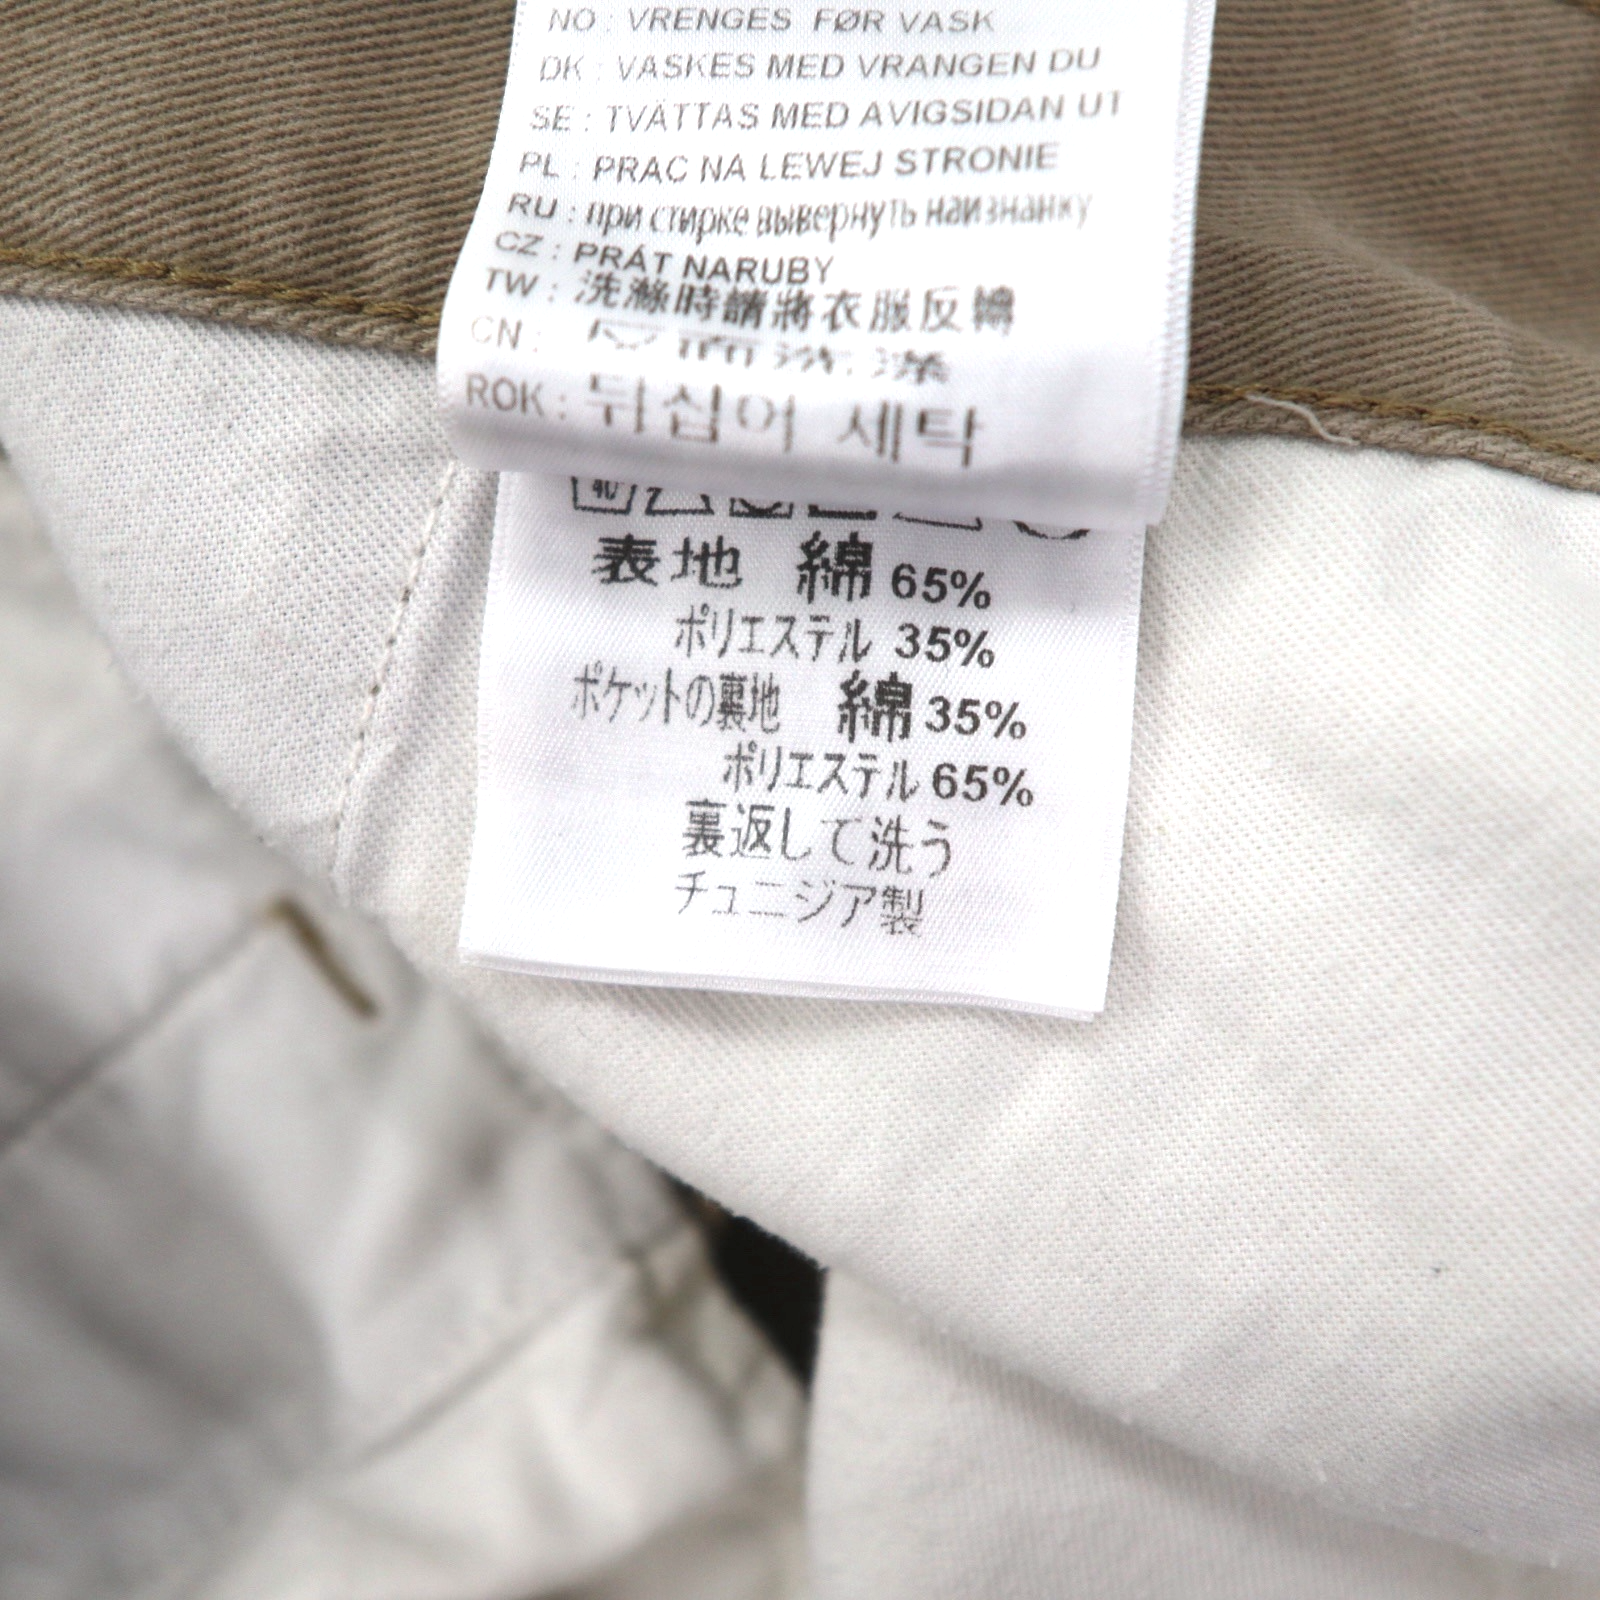 NO : VRENGES FØR VASK
DK : VASKES MED VRANGEN DU
SE : TVÄTTAS MED AVIGSIDAN UT
PL : PRAC NA LEWEJ STRONIE
RU : при стирке вывернуть наизнанку
CZ : PRÁT NARUBY
TW : 洗滌時請將衣服反轉
CN :
ROK : 뒤집어 세탁
40
表地 綿 65%
ポリエステル 35%
ポケットの裏地 綿 35%
ポリエステル 65%
裏返して洗う
チュニジア製